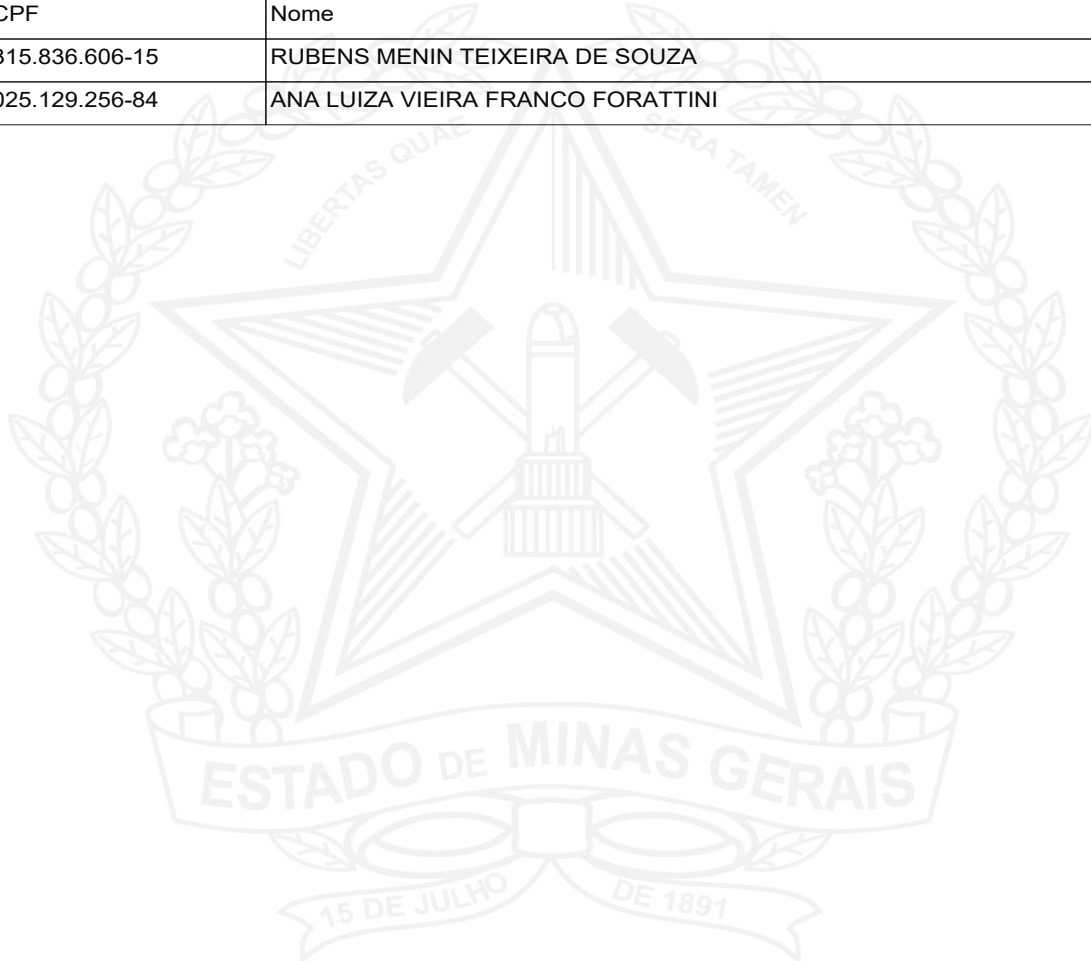 CPF Nome
315.836.606-15 RUBENS MENIN TEIXEIRA DE SOUZA
025.129.256-84 ANA LUIZA VIEIRA FRANCO FORATTINI
LIBERTAS QUAE SERA TAMEN
ESTADO DE MINAS GERAIS
15 DE JULHO DE 1891